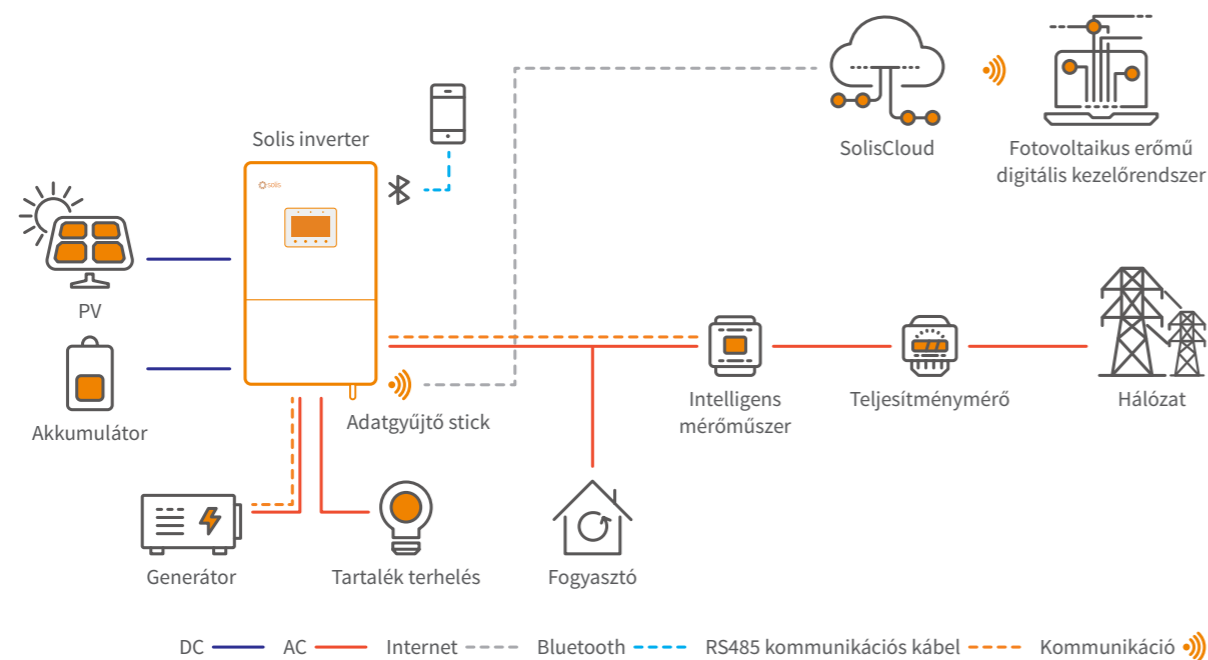 Solis inverter
solis
SolisCloud
Fotovoltaikus erőmű
digitális kezelőrendszer
PV
Akkumulátor
Adatgyűjtő stick
Intelligens
mérőműszer
Teljesítménymérő
Hálózat
Generátor
Tartalék terhelés
Fogyasztó
DC AC Internet Bluetooth RS485 kommunikációs kábel Kommunikáció